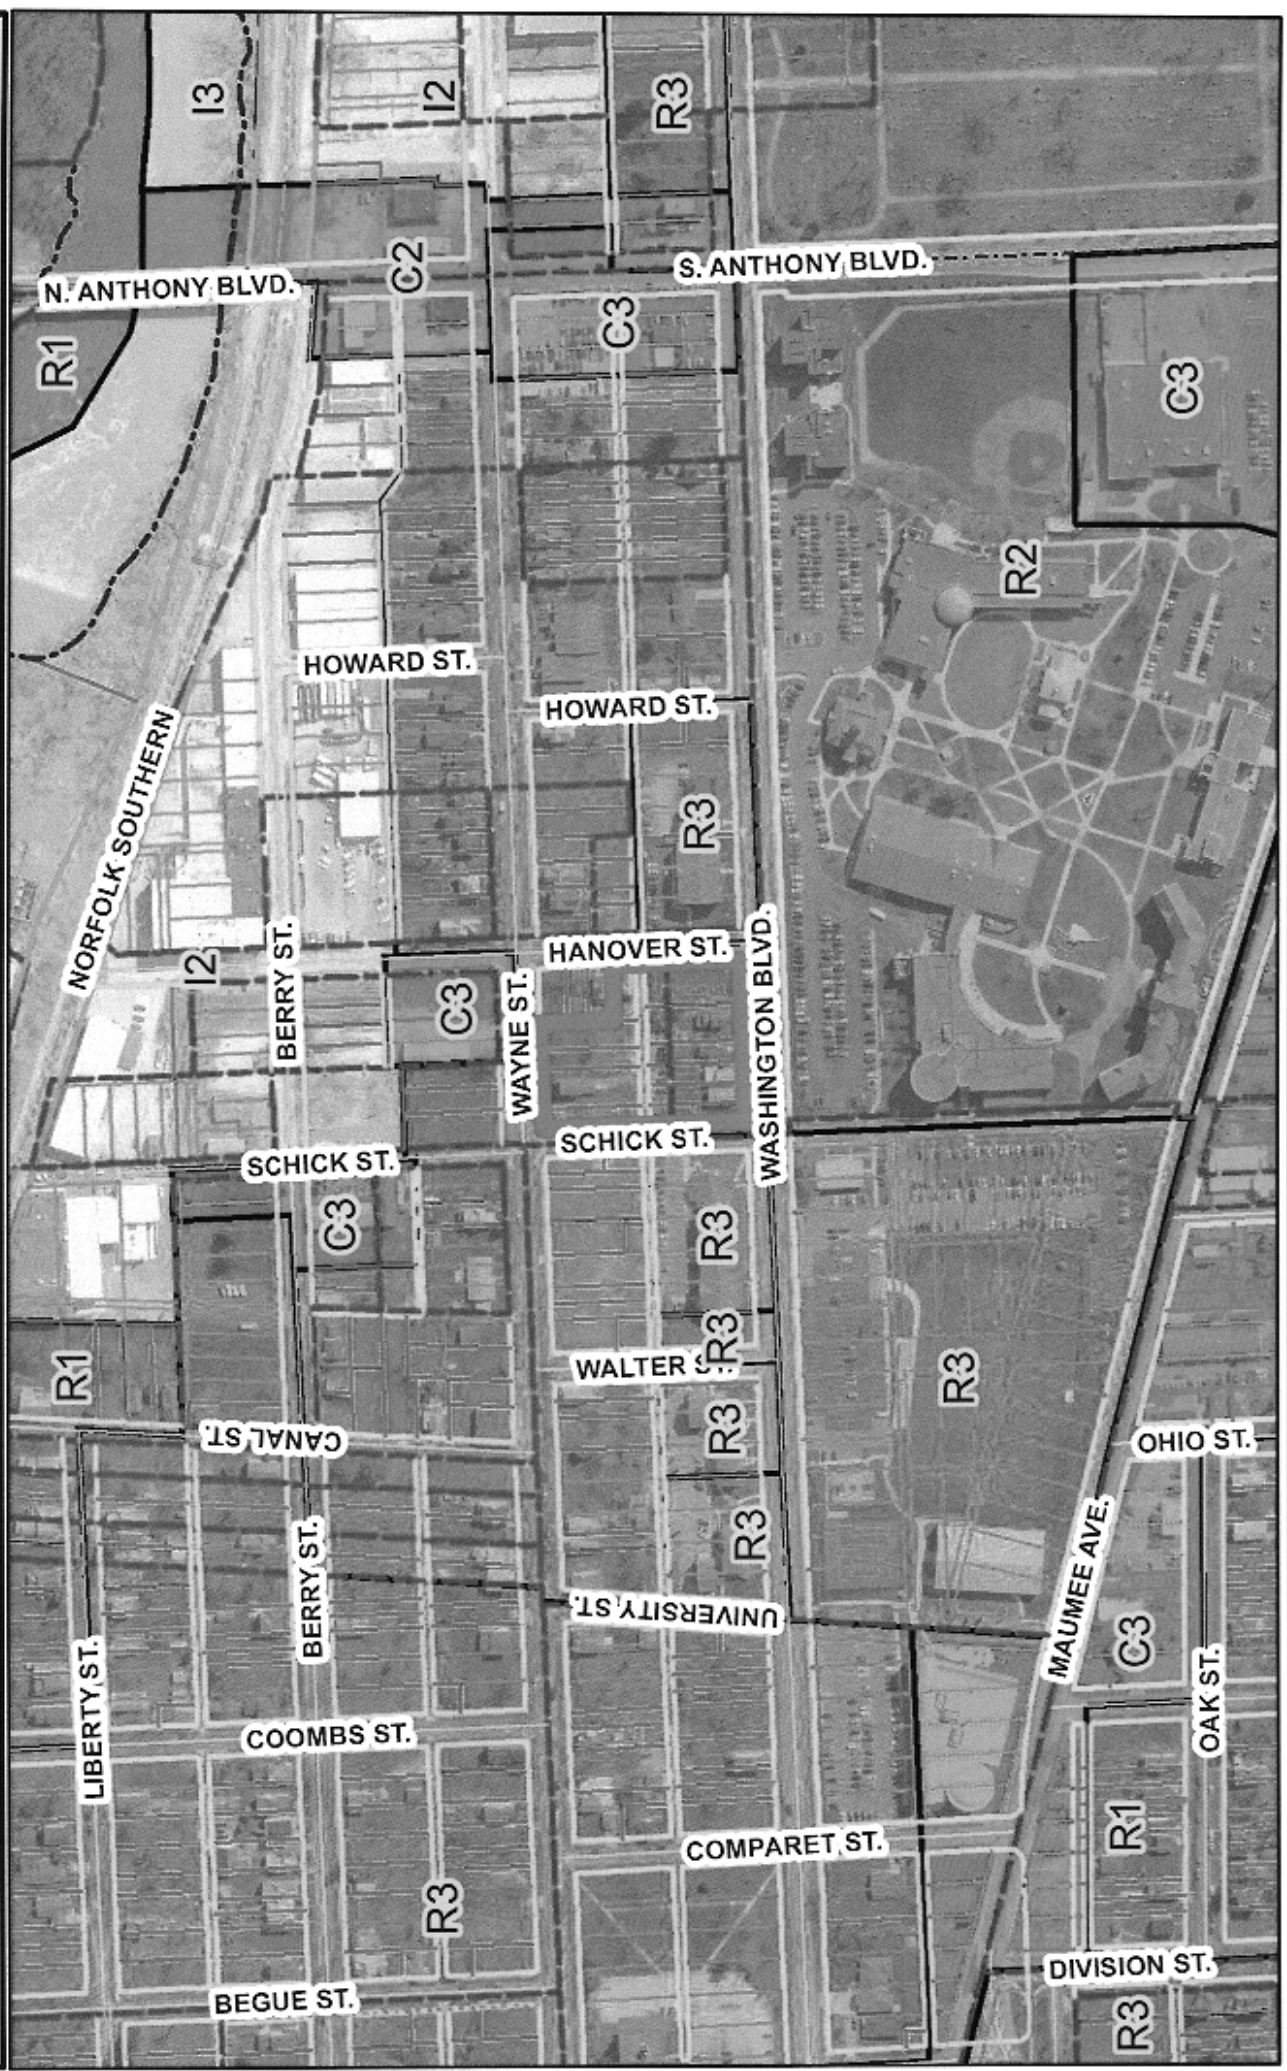 I3
I2
R3
N. ANTHONY BLVD.
C2
S. ANTHONY BLVD.
R1
C3
C3
R2
HOWARD ST.
HOWARD ST.
NORFOLK SOUTHERN
R3
I2
BERRY ST.
HANOVER ST.
C3
WAYNE ST.
WASHINGTON BLVD.
SCHICK ST.
SCHICK ST.
C3
R3
R3
WALTER ST.
R1
R3
R3
CANAL ST.
OHIO ST.
R3
BERRY ST.
UNIVERSITY ST.
MAUMEE AVE.
C3
LIBERTY ST.
OAK ST.
COOMBS ST.
COMPARET ST.
R1
R3
DIVISION ST.
BEGUE ST.
R3